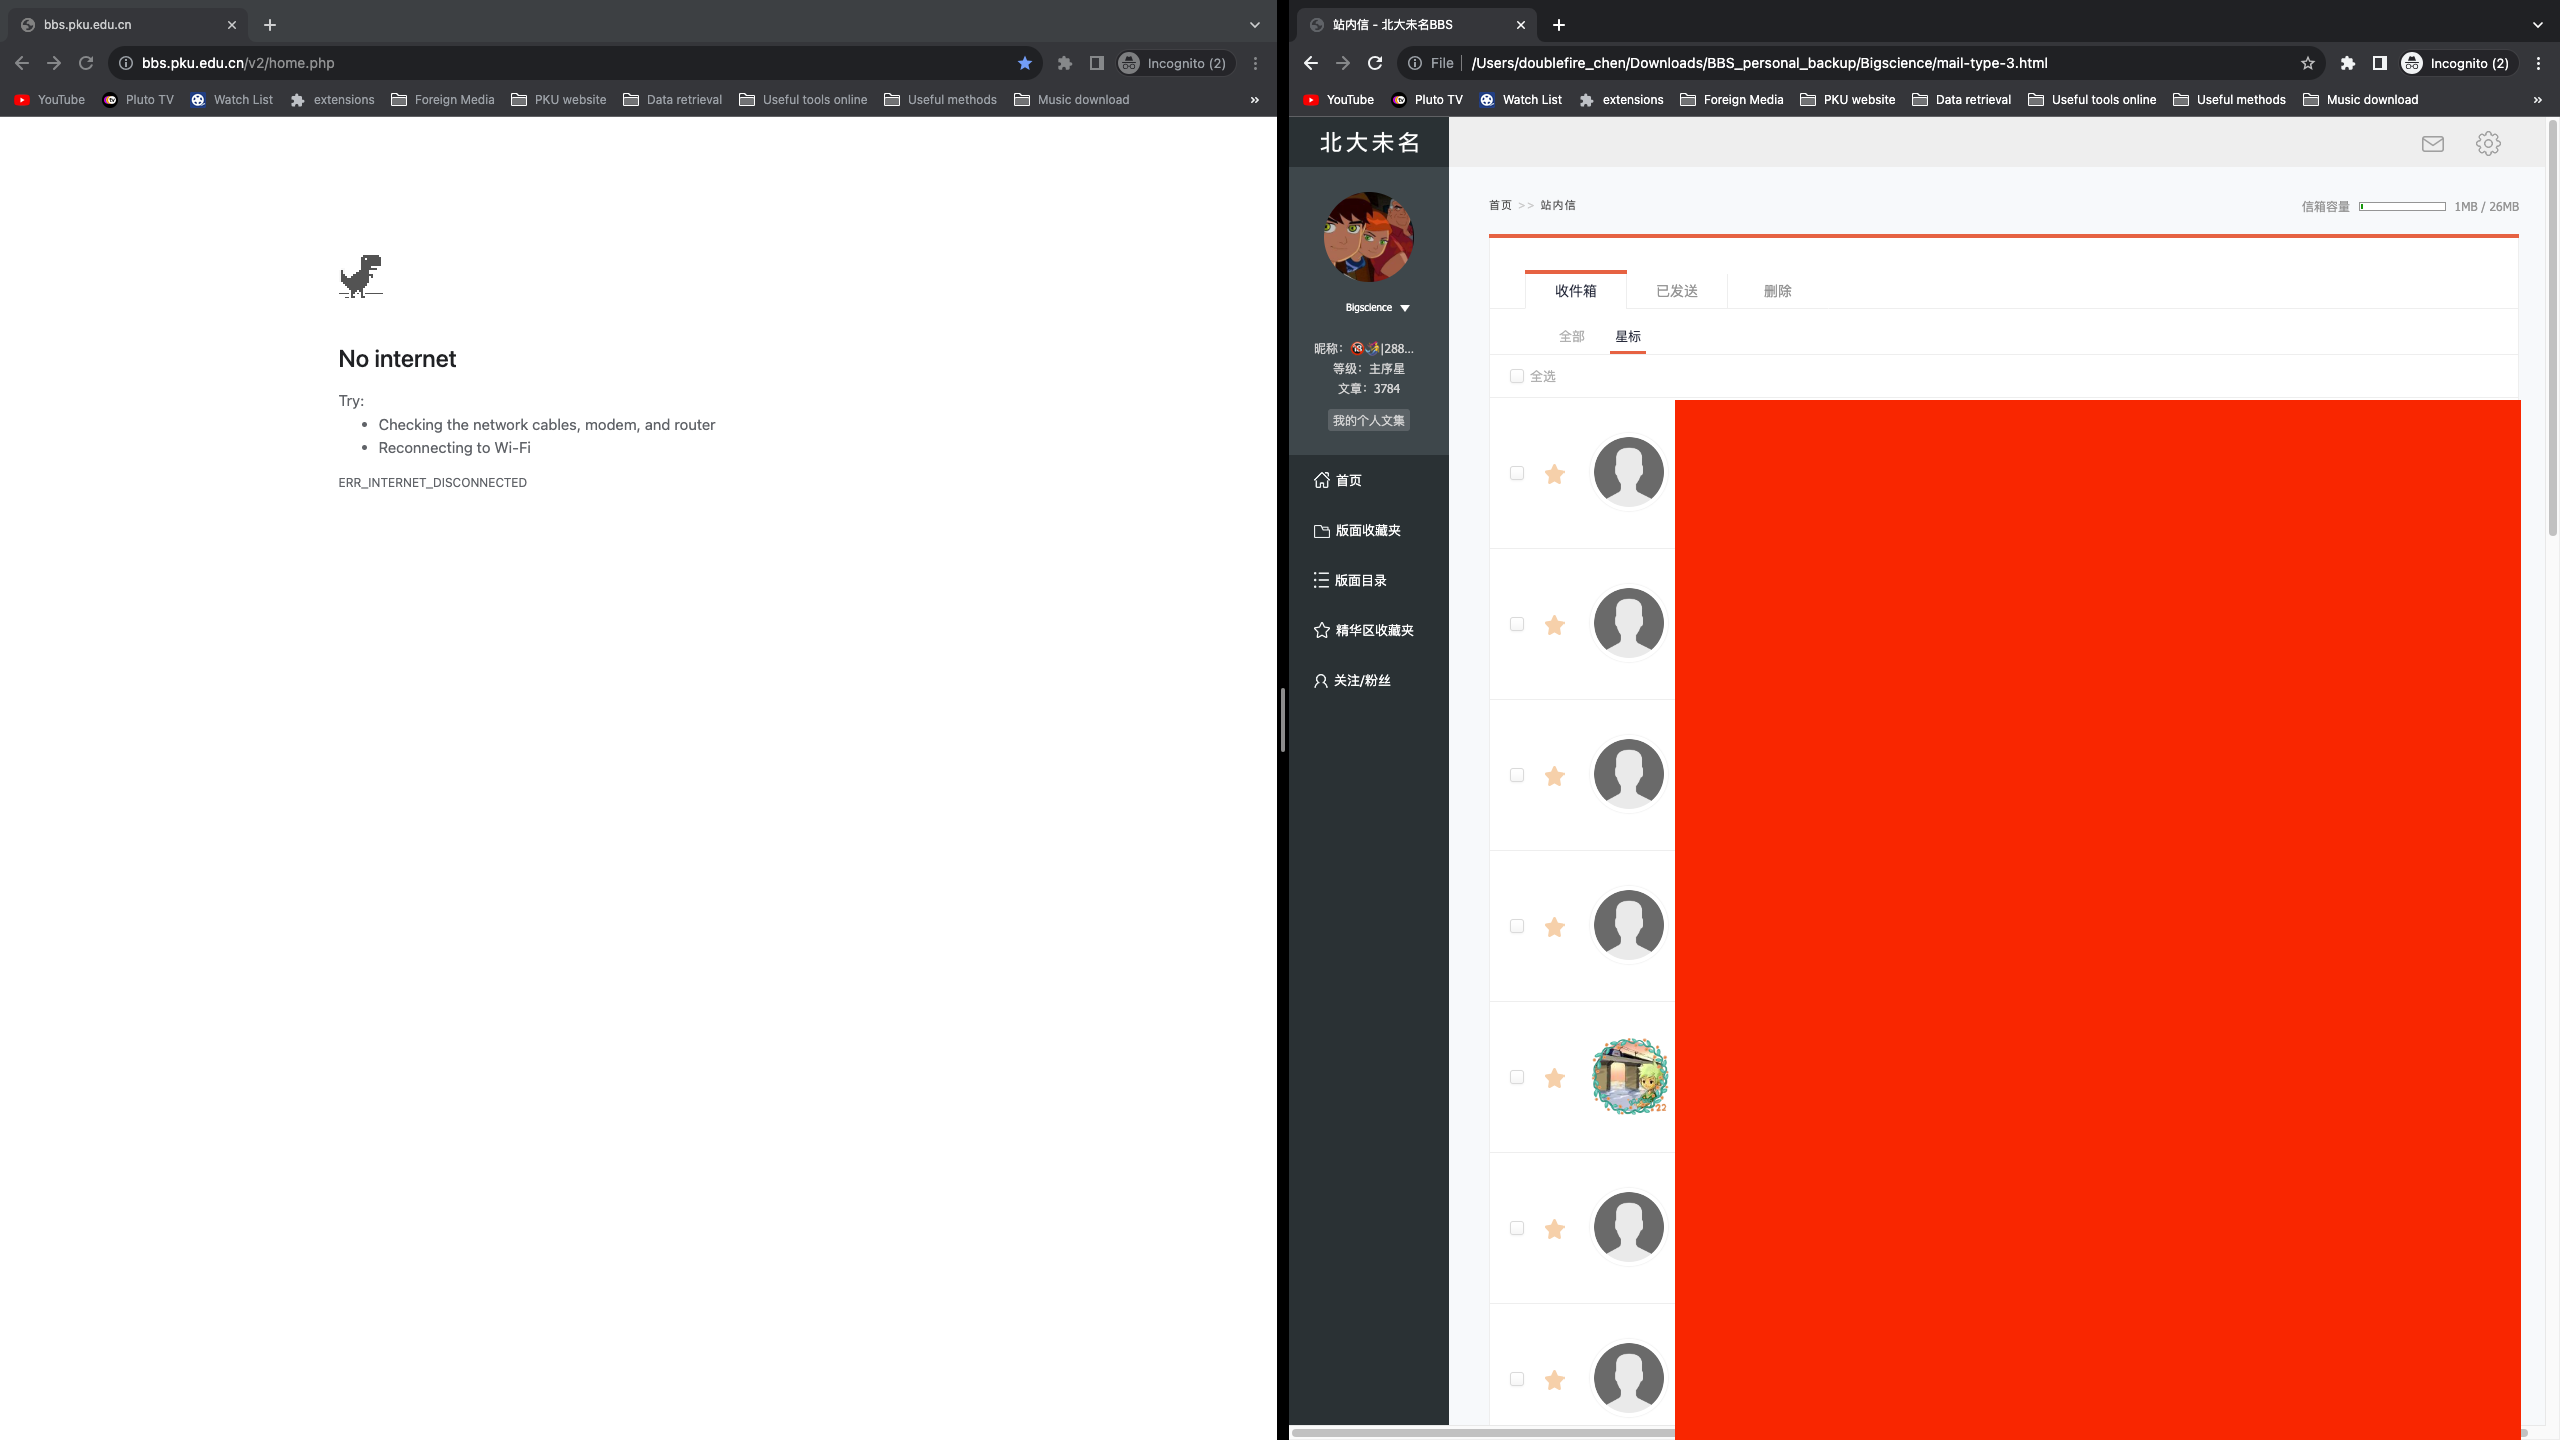 bbs.pku.edu.cn
bbs.pku.edu.cn/v2/home.php
Incognito (2)
YouTube
Pluto TV
Watch List
extensions
Foreign Media
PKU website
Data retrieval
Useful tools online
Useful methods
Music download
»
No internet
Try:
• Checking the network cables, modem, and router
• Reconnecting to Wi-Fi
ERR_INTERNET_DISCONNECTED
站内信 - 北大未名BBS
File
/Users/doublefire_chen/Downloads/BBS_personal_backup/Bigscience/mail-type-3.html
Incognito (2)
YouTube
Pluto TV
Watch List
extensions
Foreign Media
PKU website
Data retrieval
Useful tools online
Useful methods
Music download
»
北大未名
Bigscience
昵称：🔞|288...
等级：主序星
文章：3784
我的个人文集
首页
版面收藏夹
版面目录
精华区收藏夹
关注/粉丝
首页 >> 站内信
信箱容量 1MB / 26MB
收件箱
已发送
删除
全部
星标
全选
22